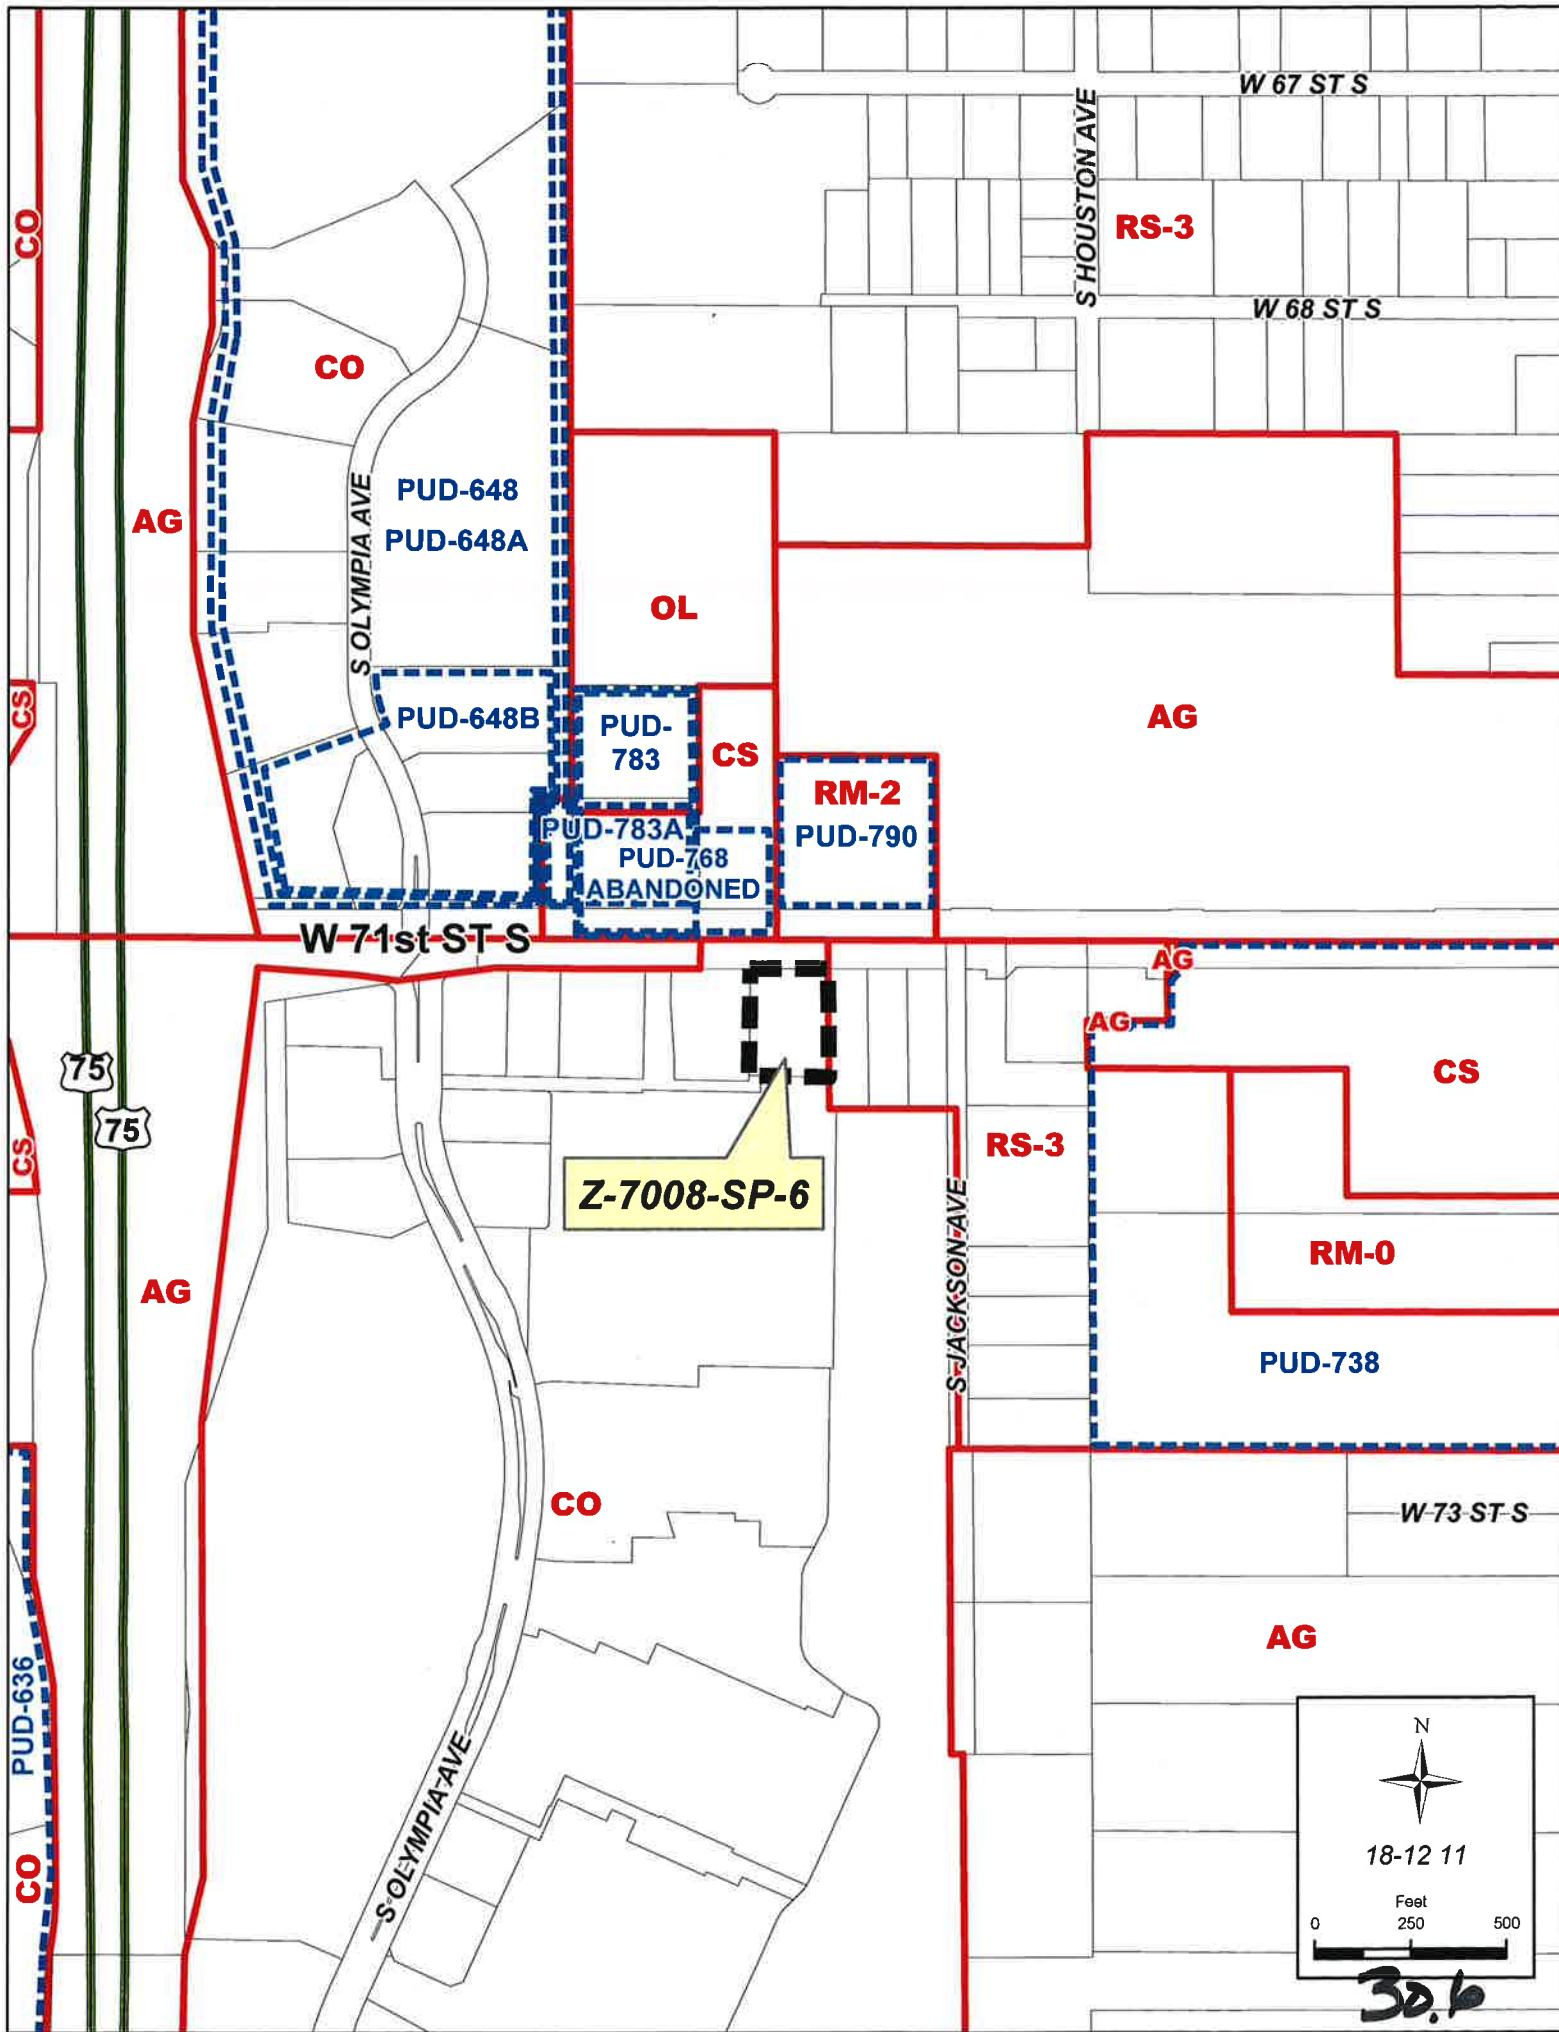 W 67 ST S
S HOUSTON AVE
RS-3
CO
W 68 ST S
CO
PUD-648
AG
PUD-648A
S OLYMPIA AVE
OL
CS
PUD-648B
PUD-
783
CS
AG
RM-2
PUD-790
PUD-783A
PUD-768
ABANDONED
W 71st ST S
AG
AG
75
75
CS
CS
RS-3
Z-7008-SP-6
S JACKSON AVE
RM-0
AG
PUD-738
CO
W 73 ST S
AG
PUD-636
S OLYMPIA AVE
CO
N
18-12 11
Feet
0 250 500
30.6